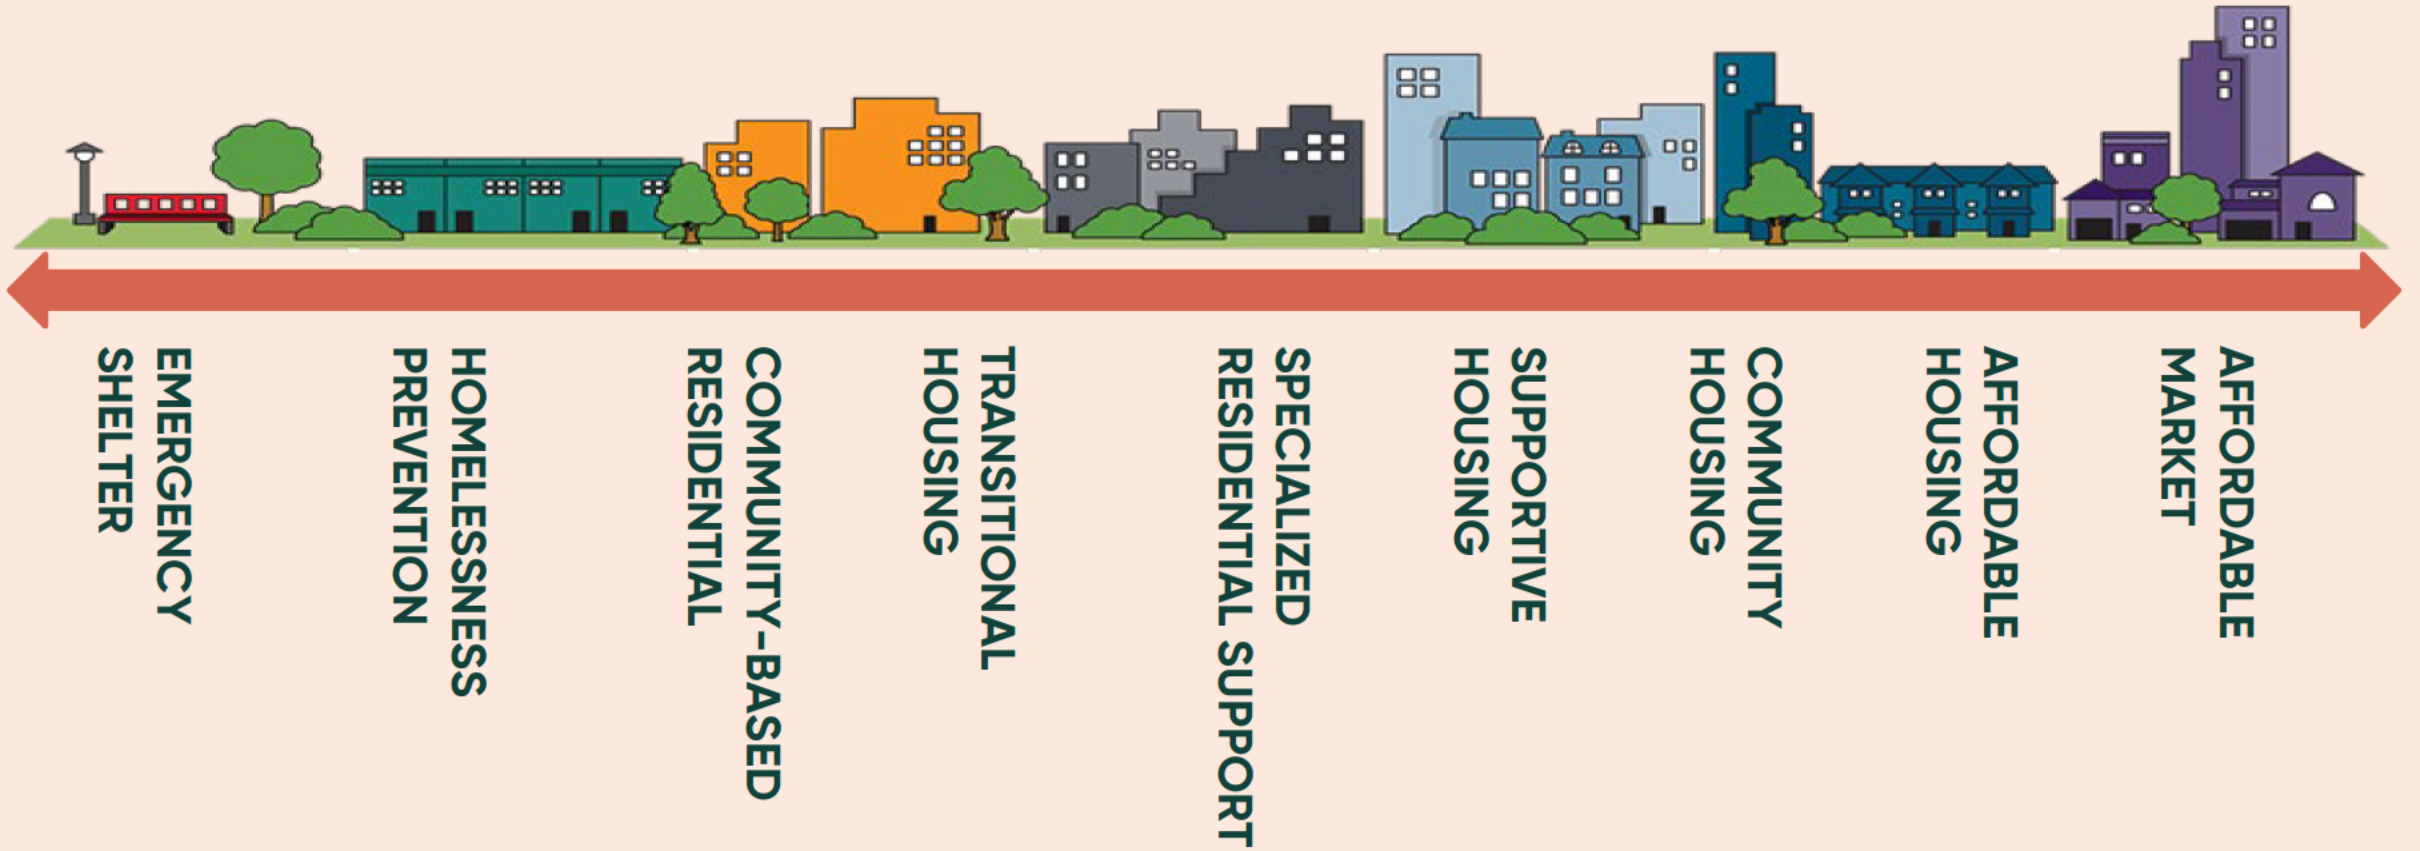 EMERGENCY
SHELTER
HOMELESSNESS
PREVENTION
COMMUNITY-BASED
RESIDENTIAL
TRANSITIONAL
HOUSING
SPECIALIZED
RESIDENTIAL SUPPORT
SUPPORTIVE
HOUSING
COMMUNITY
HOUSING
AFFORDABLE
HOUSING
AFFORDABLE
MARKET